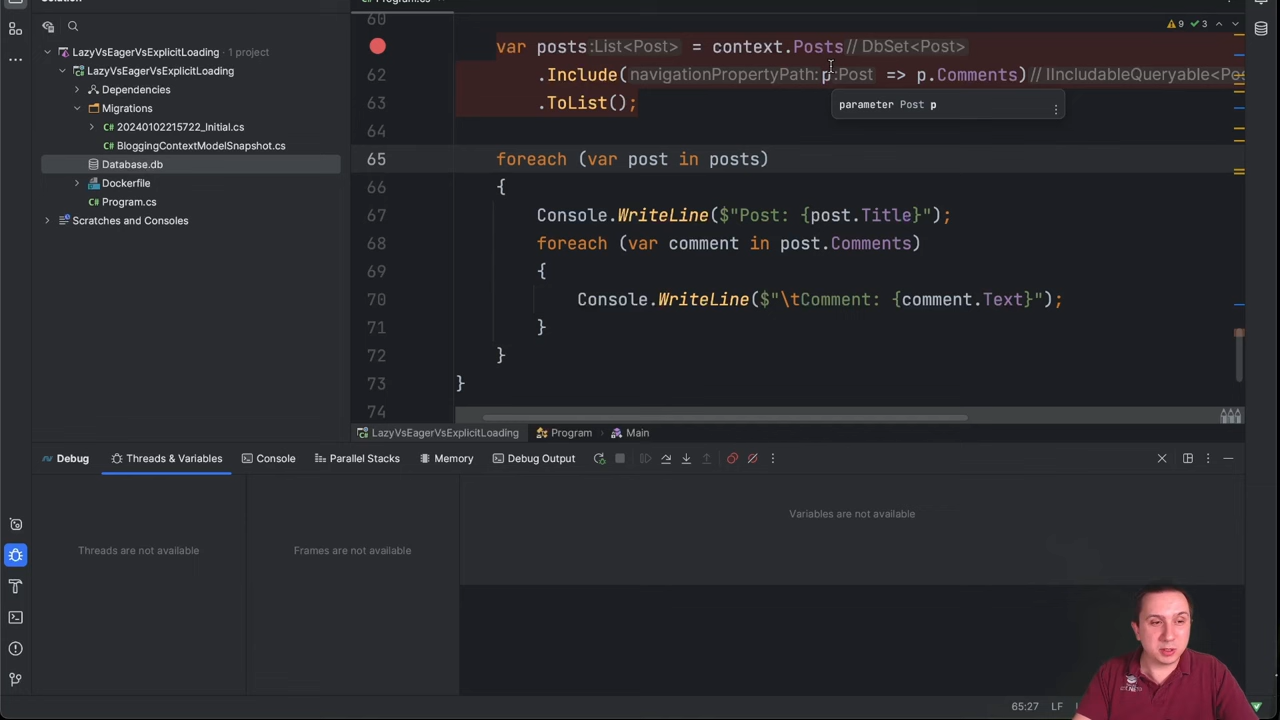 LazyVsEagerVsExplicitLoading 1 project
LazyVsEagerVsExplicitLoading
Dependencies
Migrations
20240102215722_Initial.cs
BloggingContextModelSnapshot.cs
Database.db
Dockerfile
Program.cs
Scratches and Consoles
9 3
60
var posts :List<Post> = context.Posts // DbSet<Post>
62 .Include( navigationPropertyPath: p :Post => p.Comments) // IIncludableQueryable<Po
parameter Post p
63 .ToList();
64
65 foreach (var post in posts)
66 {
67 Console.WriteLine($"Post: {post.Title}");
68 foreach (var comment in post.Comments)
69 {
70 Console.WriteLine($"\tComment: {comment.Text}");
71 }
72 }
73 }
74
LazyVsEagerVsExplicitLoading Program Main
Debug Threads & Variables Console Parallel Stacks Memory Debug Output
Variables are not available
Threads are not available Frames are not available
65:27 LF